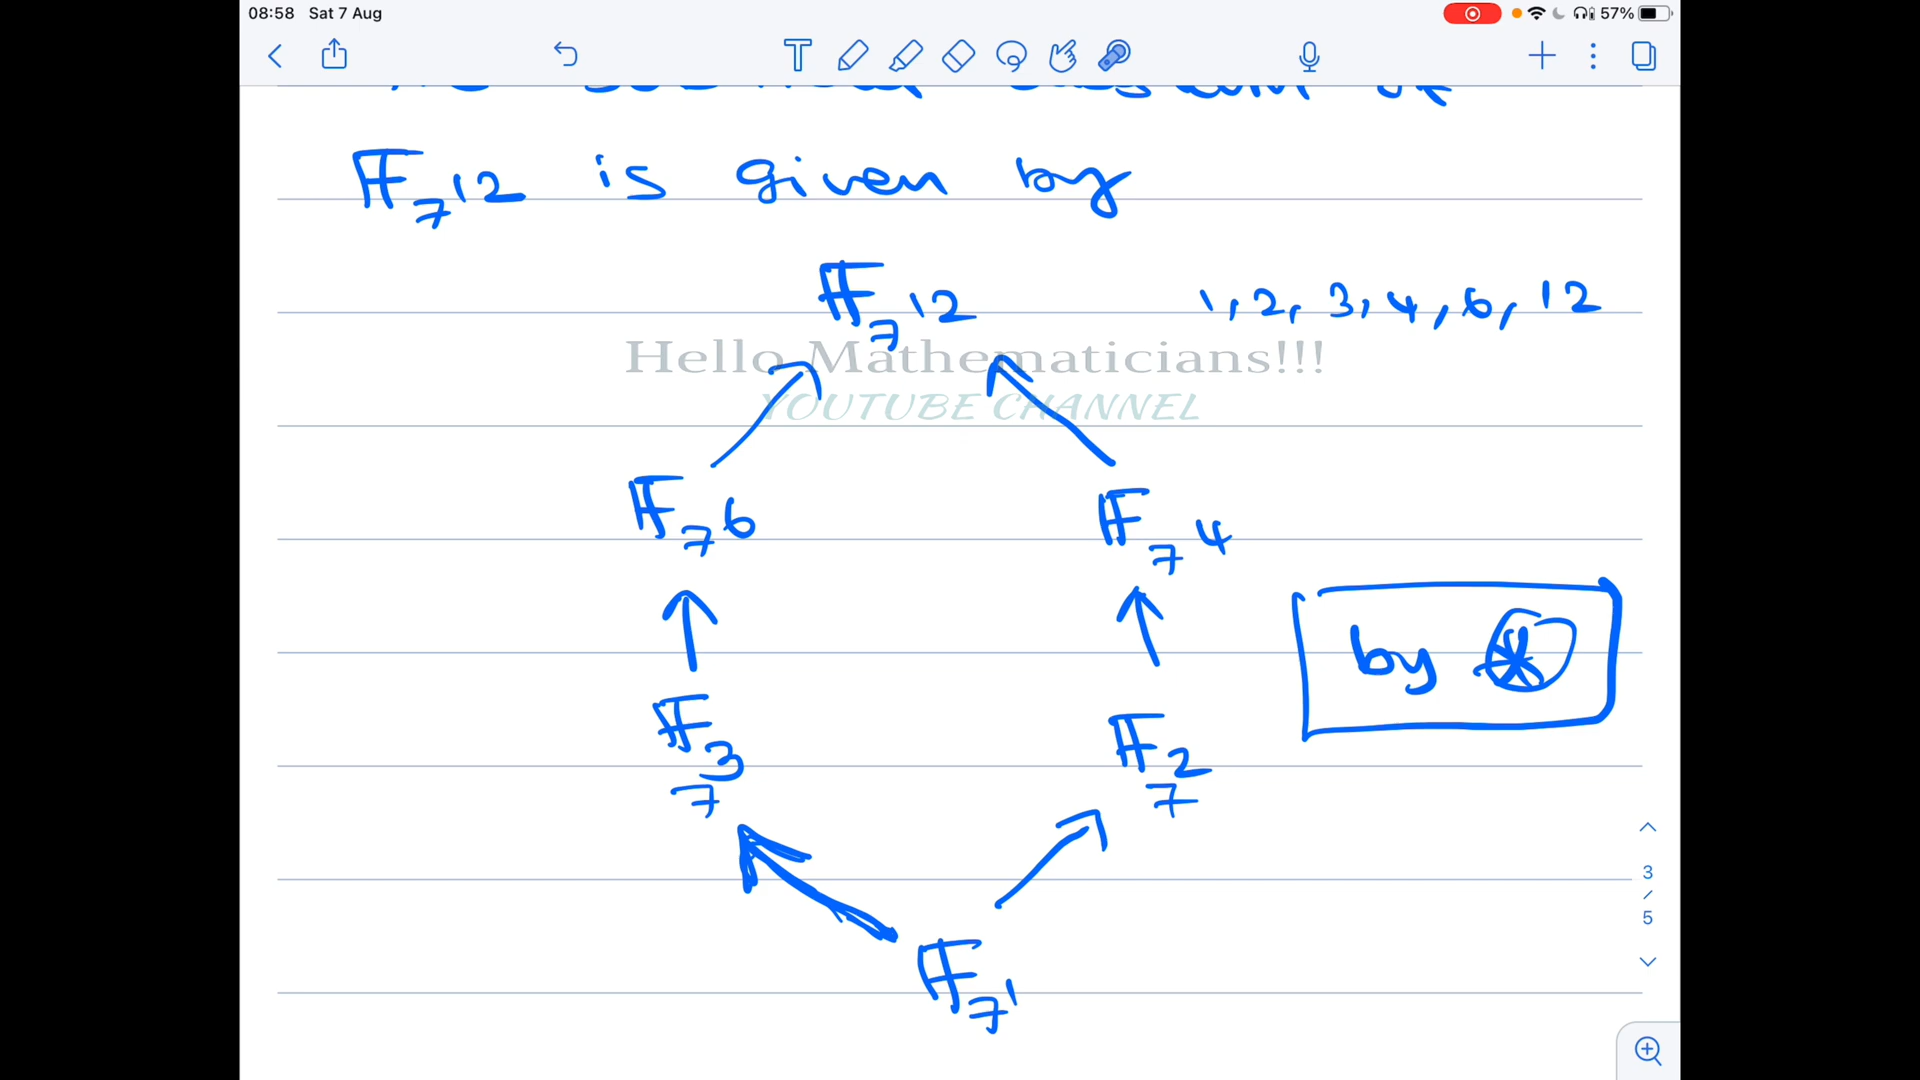 08:58 Sat 7 Aug 57%
F_7^12 is given by
F_7^12 1, 2, 3, 4, 6, 12
Hello Mathematicians!!!
YOUTUBE CHANNEL
F_7^6 F_7^4
by *
F_7^3 F_7^2
F_7^1
3
/
5